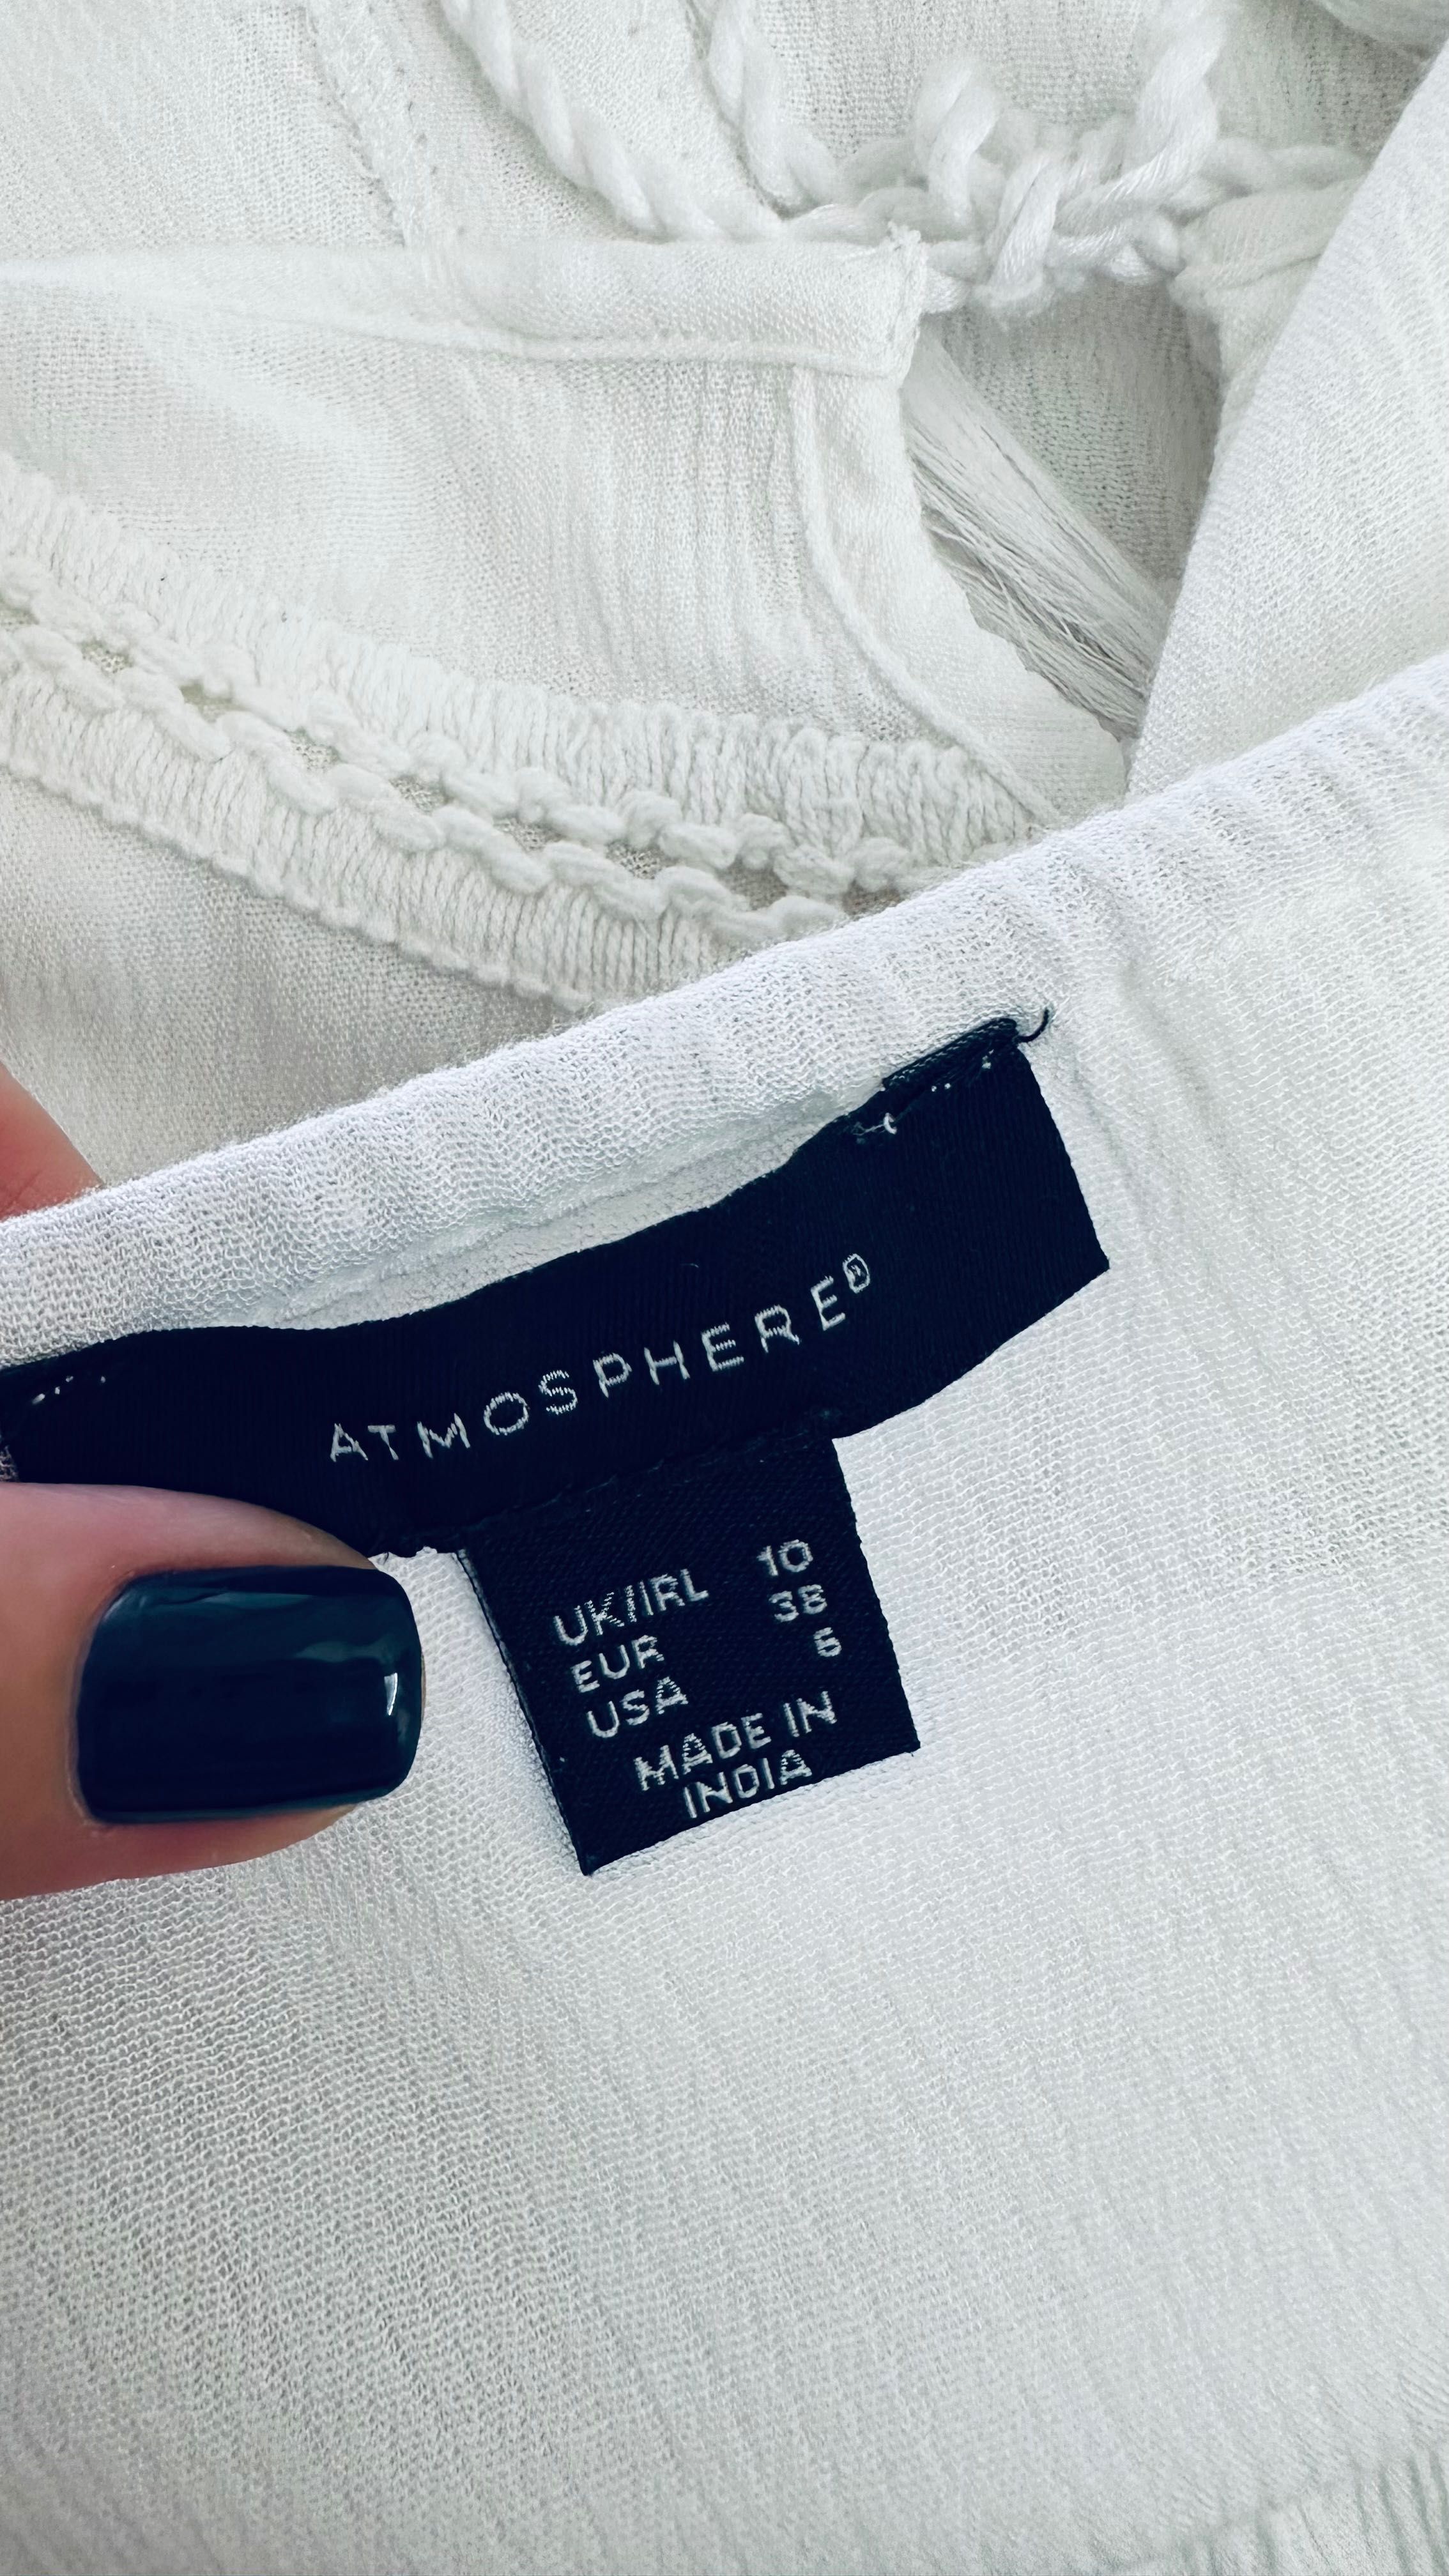 ATMOSPHERE®
UK/IRL 10
EUR 38
USA 6
MADE IN
INDIA